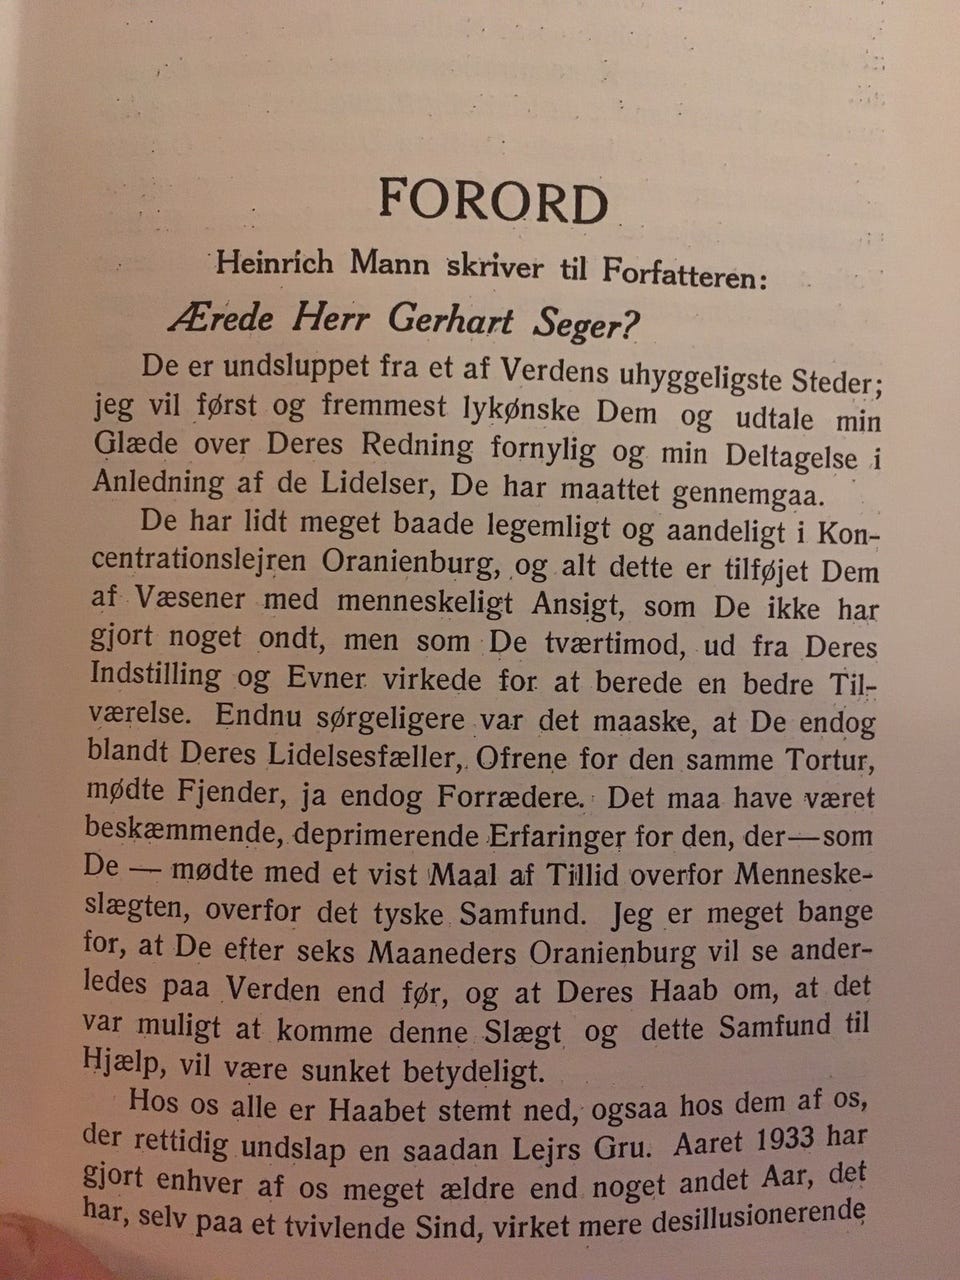 FORORD
Heinrich Mann skriver til Forfatteren:
Ærede Herr Gerhart Seger?
De er undsluppet fra et af Verdens uhyggeligste Steder;
jeg vil først og fremmest lykønske Dem og udtale min
Glæde over Deres Redning fornylig og min Deltagelse i
Anledning af de Lidelser, De har maattet gennemgaa.
De har lidt meget baade legemligt og aandeligt i Kon-
centrationslejren Oranienburg, og alt dette er tilføjet Dem
af Væsener med menneskeligt Ansigt, som De ikke har
gjort noget ondt, men som De tværtimod, ud fra Deres
Indstilling og Evner virkede for at berede en bedre Til-
værelse. Endnu sørgeligere var det maaske, at De endog
blandt Deres Lidelsesfæller, Ofrene for den samme Tortur,
mødte Fjender, ja endog Forrædere. Det maa have været
beskæmmende, deprimerende Erfaringer for den, der—som
De — mødte med et vist Maal af Tillid overfor Menneske-
slægten, overfor det tyske Samfund. Jeg er meget bange
for, at De efter seks Maaneders Oranienburg vil se ander-
ledes paa Verden end før, og at Deres Haab om, at det
var muligt at komme denne Slægt og dette Samfund til
Hjælp, vil være sunket betydeligt.
Hos os alle er Haabet stemt ned, ogsaa hos dem af os,
der rettidig undslap en saadan Lejrs Gru. Aaret 1933 har
gjort enhver af os meget ældre end noget andet Aar, det
har, selv paa et tvivlende Sind, virket mere desillusionerende